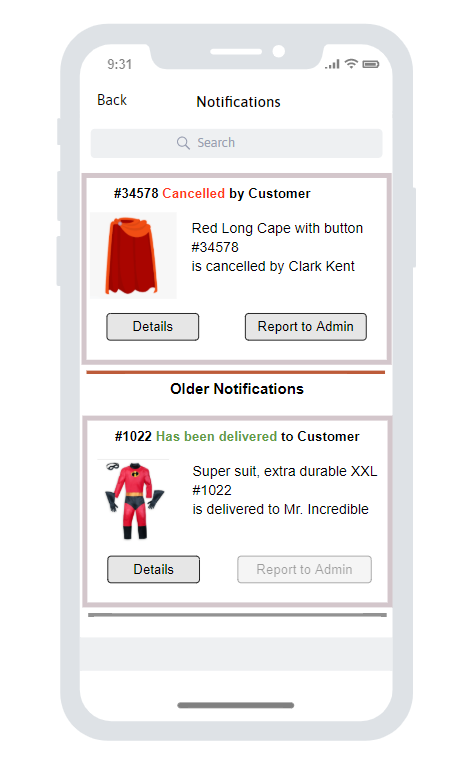 9:31
Back
Notifications
Search
#34578 Cancelled by Customer
Red Long Cape with button
#34578
is cancelled by Clark Kent
Details
Report to Admin
Older Notifications
#1022 Has been delivered to Customer
Super suit, extra durable XXL
#1022
is delivered to Mr. Incredible
Details
Report to Admin